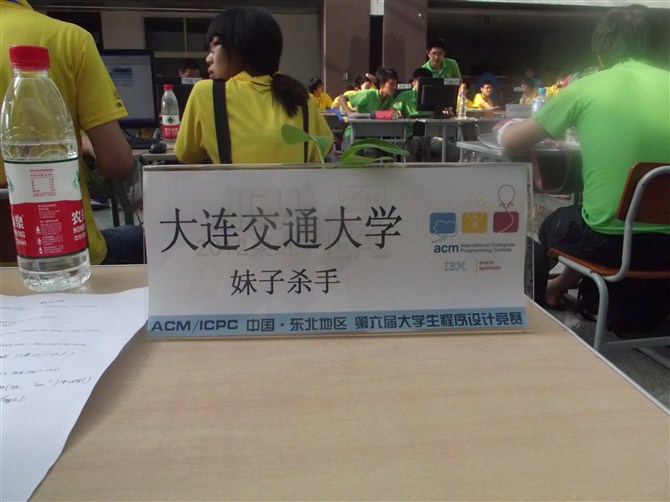 大连交通大学
妹子杀手
acm International Collegiate
Programming Contest
IBM event
sponsor
ACM/ICPC 中国·东北地区 第六届大学生程序设计竞赛